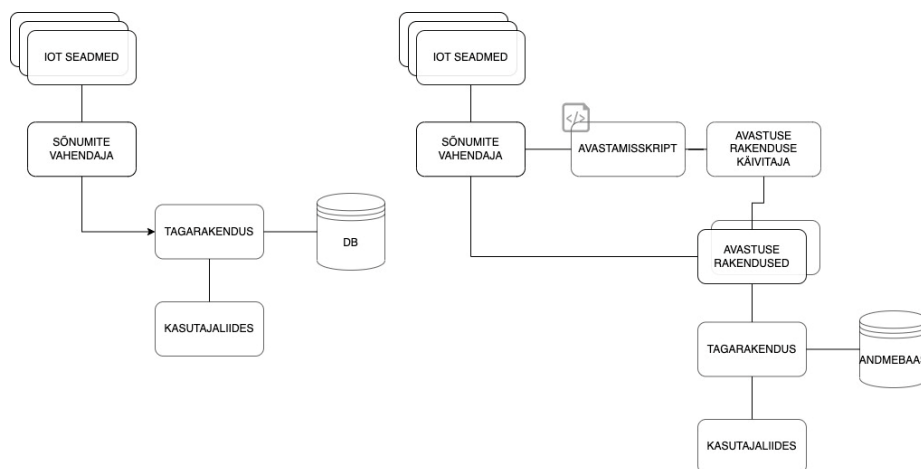 IOT SEADMED
SÕNUMITE
VAHENDAJA
TAGARAKENDUS
DB
KASUTAJALIIDES
IOT SEADMED
</>
SÕNUMITE
VAHENDAJA
AVASTAMISSKRIPT
AVASTUSE
RAKENDUSE
KÄIVITAJA
AVASTUSE
RAKENDUSED
TAGARAKENDUS
ANDMEBAAS
KASUTAJALIIDES